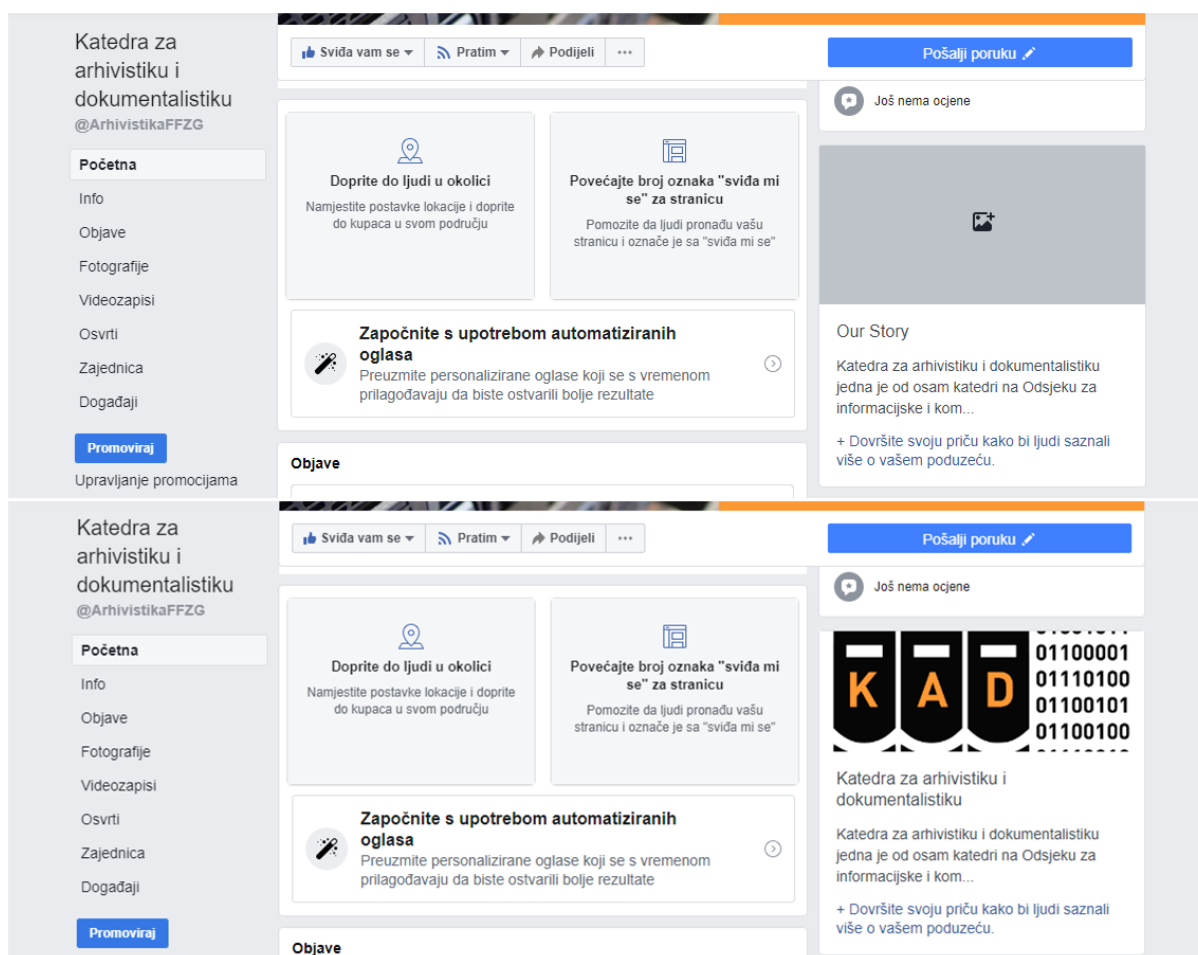 Katedra za
arhivistiku i
dokumentalistiku
@ArhivistikaFFZG
Početna
Info
Objave
Fotografije
Videozapisi
Osvrti
Zajednica
Događaji
Promoviraj
Upravljanje promocijama
Sviđa vam se
Pratim
Podijeli
Pošalji poruku
Doprite do ljudi u okolici
Namjestite postavke lokacije i doprite
do kupaca u svom području
Povećajte broj oznaka "sviđa mi
se" za stranicu
Pomozite da ljudi pronađu vašu
stranicu i označe je sa "sviđa mi se"
Započnite s upotrebom automatiziranih
oglasa
Preuzmite personalizirane oglase koji se s vremenom
prilagođavaju da biste ostvarili bolje rezultate
Objave
Još nema ocjene
Our Story
Katedra za arhivistiku i dokumentalistiku
jedna je od osam katedri na Odsjeku za
informacijske i kom...
+ Dovršite svoju priču kako bi ljudi saznali
više o vašem poduzeću.
Katedra za
arhivistiku i
dokumentalistiku
@ArhivistikaFFZG
Početna
Info
Objave
Fotografije
Videozapisi
Osvrti
Zajednica
Događaji
Promoviraj
Sviđa vam se
Pratim
Podijeli
Pošalji poruku
Doprite do ljudi u okolici
Namjestite postavke lokacije i doprite
do kupaca u svom području
Povećajte broj oznaka "sviđa mi
se" za stranicu
Pomozite da ljudi pronađu vašu
stranicu i označe je sa "sviđa mi se"
Započnite s upotrebom automatiziranih
oglasa
Preuzmite personalizirane oglase koji se s vremenom
prilagođavaju da biste ostvarili bolje rezultate
Objave
Još nema ocjene
K A D
01100001
01110100
01100101
01100100
Katedra za arhivistiku i
dokumentalistiku
Katedra za arhivistiku i dokumentalistiku
jedna je od osam katedri na Odsjeku za
informacijske i kom...
+ Dovršite svoju priču kako bi ljudi saznali
više o vašem poduzeću.